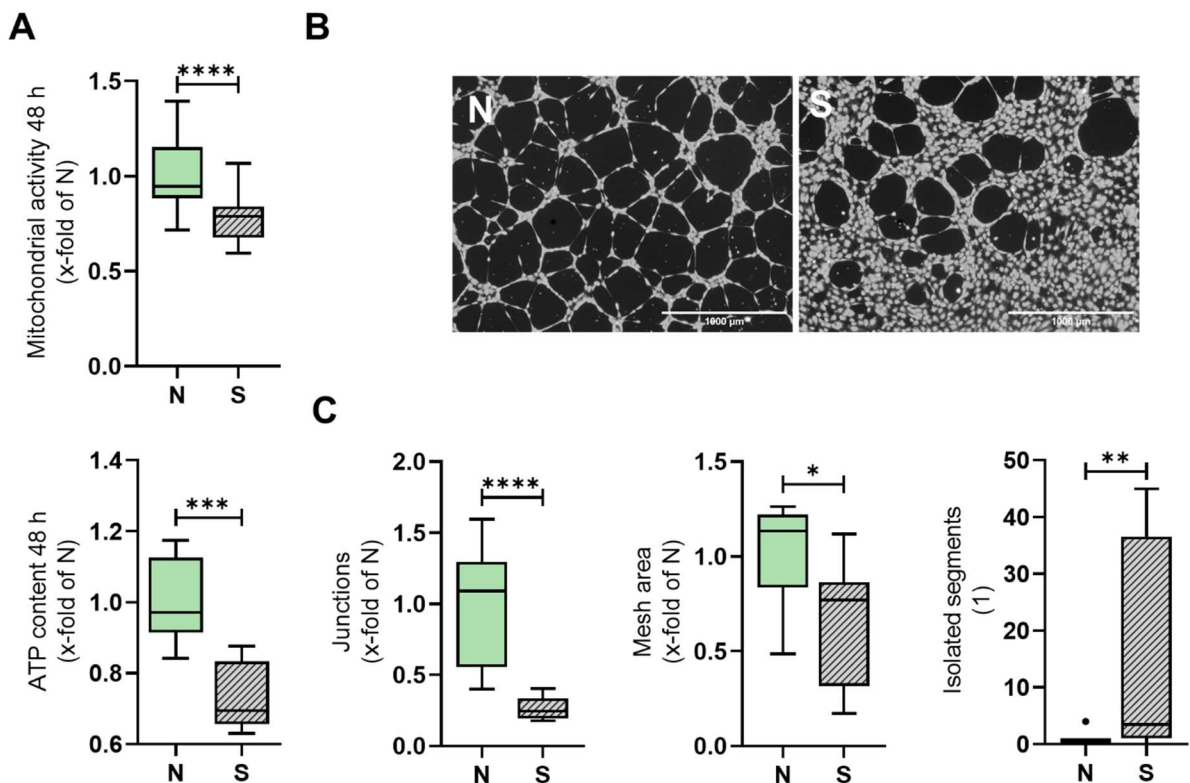 A
B
Mitochondrial activity 48 h
(x-fold of N)
1.5
1.0
0.5
0.0
****
N
S
N
1000 µm
S
1000 µm
C
ATP content 48 h
(x-fold of N)
1.4
1.2
1.0
0.8
0.6
***
N
S
Junctions
(x-fold of N)
2.0
1.5
1.0
0.5
0.0
****
N
S
Mesh area
(x-fold of N)
1.5
1.0
0.5
0.0
*
N
S
Isolated segments
(1)
50
40
30
20
10
0
**
N
S